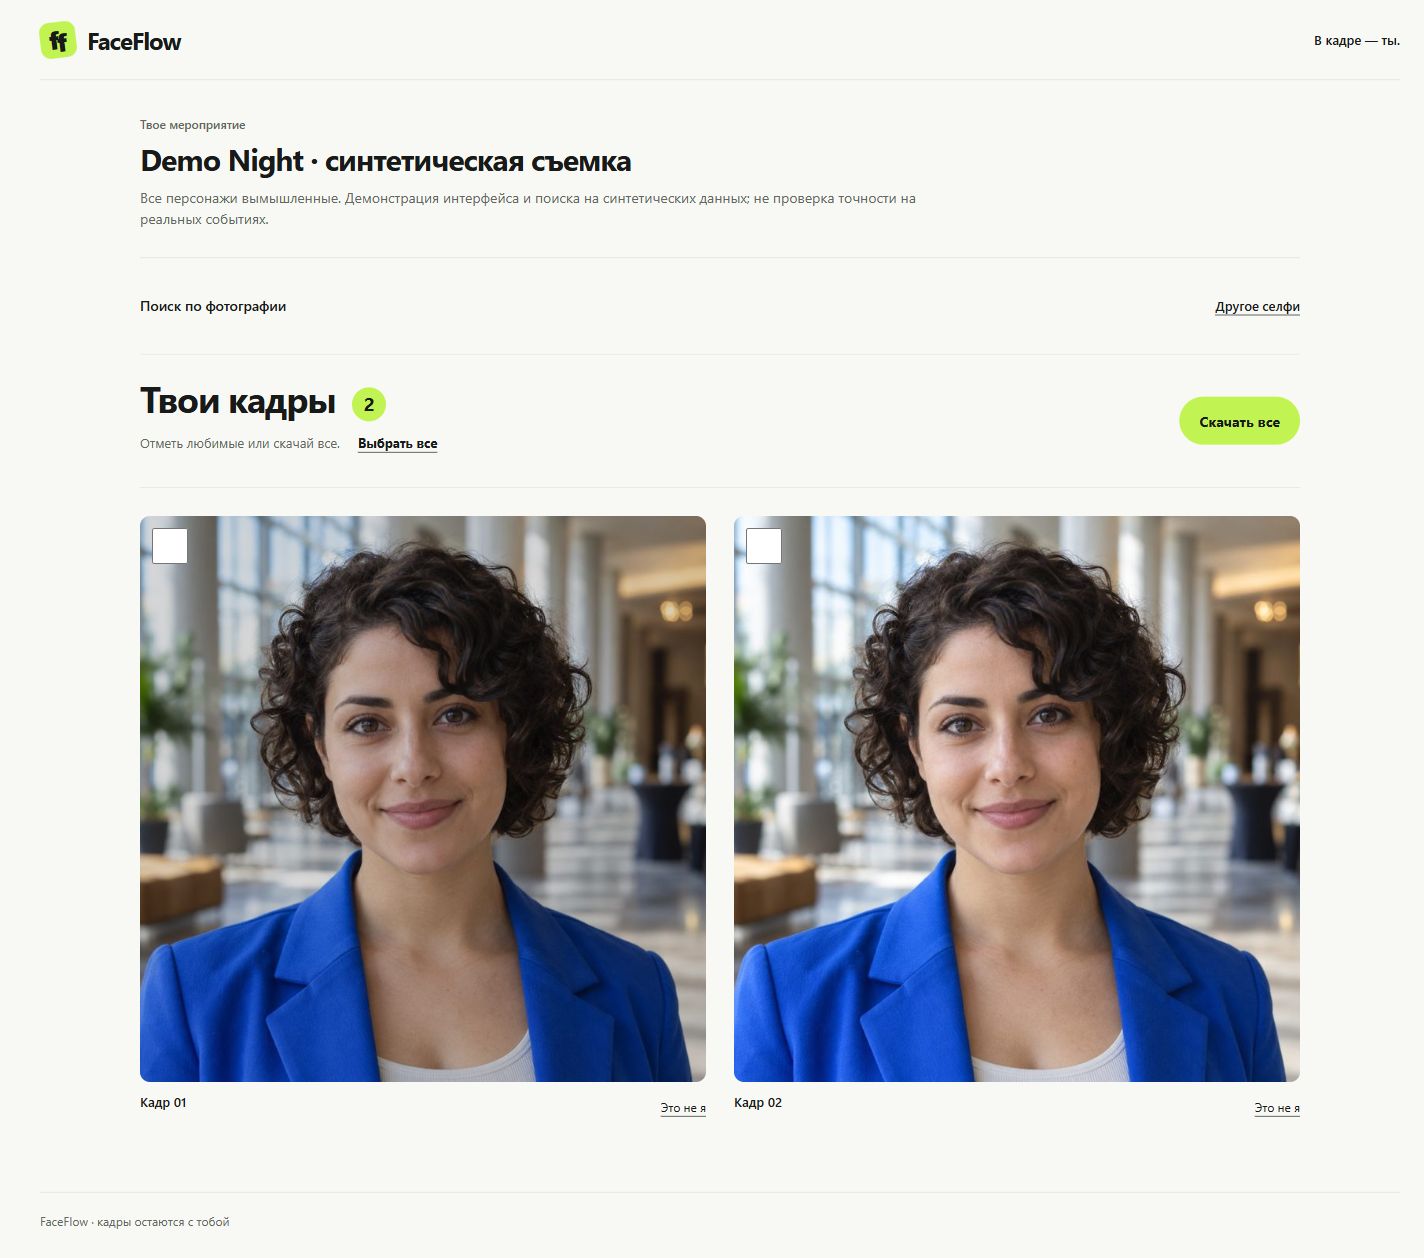 ff FaceFlow
В кадре — ты.
Твое мероприятие
Demo Night · синтетическая съемка
Все персонажи вымышленные. Демонстрация интерфейса и поиска на синтетических данных; не проверка точности на
реальных событиях.
Поиск по фотографии
Другое селфи
Твои кадры 2
Отметь любимые или скачай все. Выбрать все
Скачать все
Кадр 01
Это не я
Кадр 02
Это не я
FaceFlow · кадры остаются с тобой